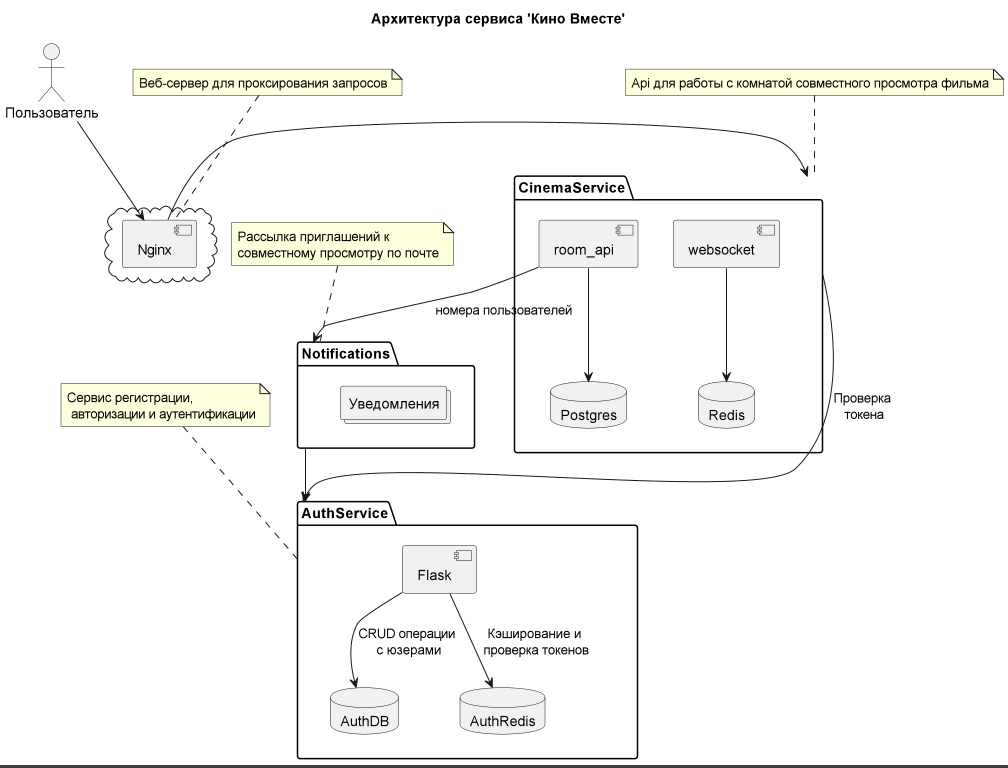 Архитектура сервиса 'Кино Вместе'
Пользователь
Веб-сервер для проксирования запросов
Api для работы с комнатой совместного просмотра фильма
CinemaService
Nginx
Рассылка приглашений к
совместному просмотру по почте
room_api
websocket
номера пользователей
Notifications
Уведомления
Сервис регистрации,
авторизации и аутентификации
Postgres
Redis
Проверка
токена
AuthService
Flask
CRUD операции
с юзерами
Кэширование и
проверка токенов
AuthDB
AuthRedis